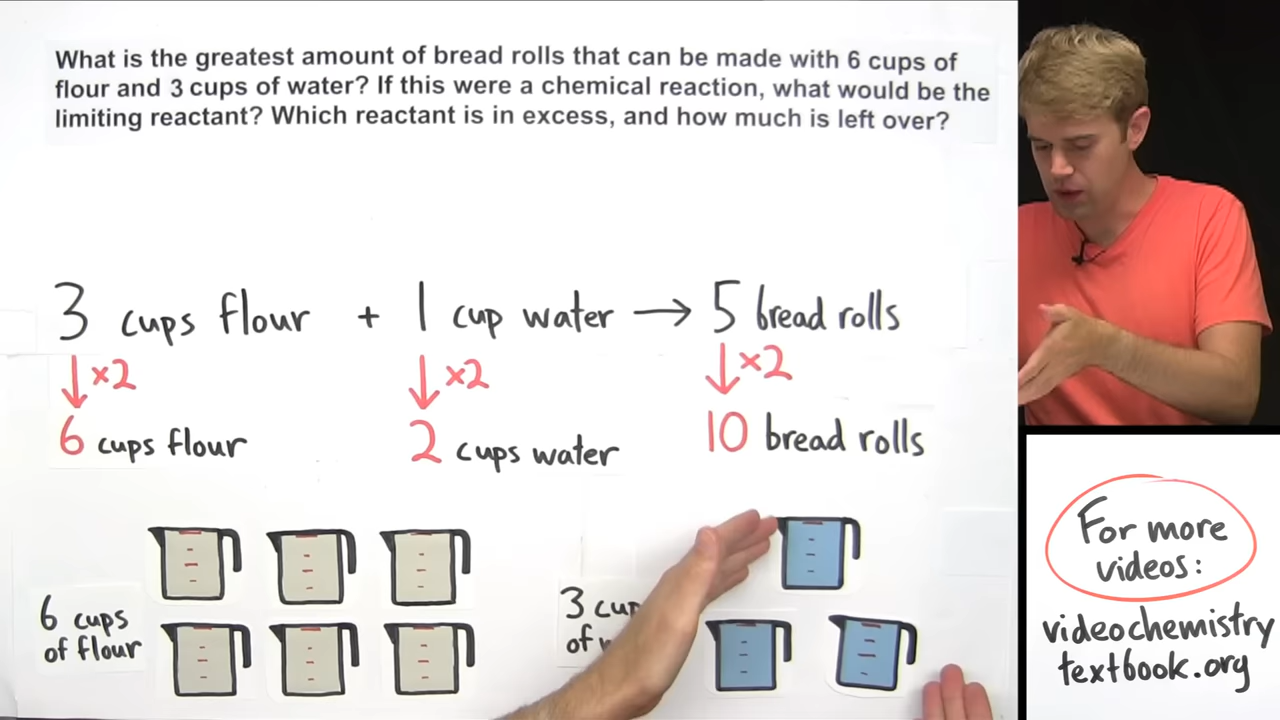 What is the greatest amount of bread rolls that can be made with 6 cups of
flour and 3 cups of water? If this were a chemical reaction, what would be the
limiting reactant? Which reactant is in excess, and how much is left over?
3 cups flour + 1 cup water → 5 bread rolls
↓×2 ↓×2 ↓×2
6 cups flour 2 cups water 10 bread rolls
6 cups
of flour
3 cup
of
For more
videos:
videochemistry
textbook.org